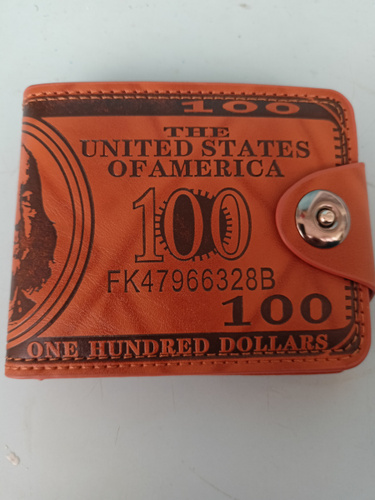 100
THE
UNITED STATES
OFAMERICA
100
FK47966328B
100
ONE HUNDRED DOLLARS